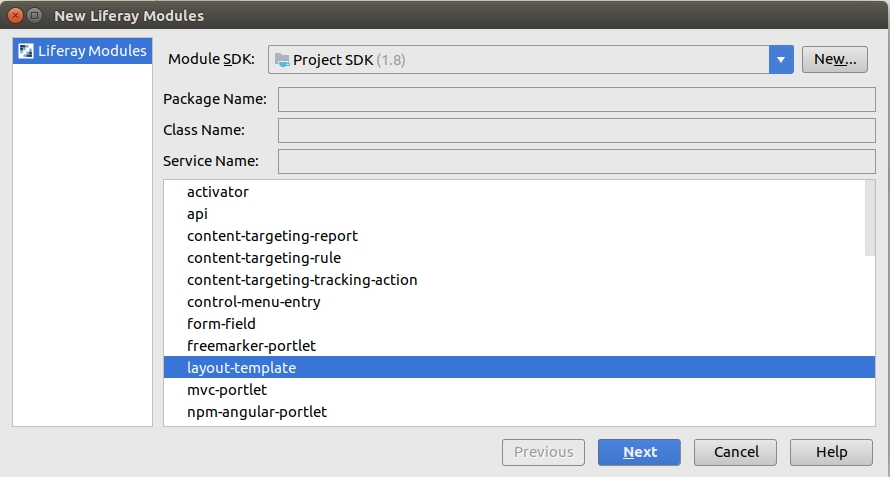 New Liferay Modules
Liferay Modules
Module SDK: Project SDK (1.8) New...
Package Name:
Class Name:
Service Name:
activator
api
content-targeting-report
content-targeting-rule
content-targeting-tracking-action
control-menu-entry
form-field
freemarker-portlet
layout-template
mvc-portlet
npm-angular-portlet
Previous Next Cancel Help